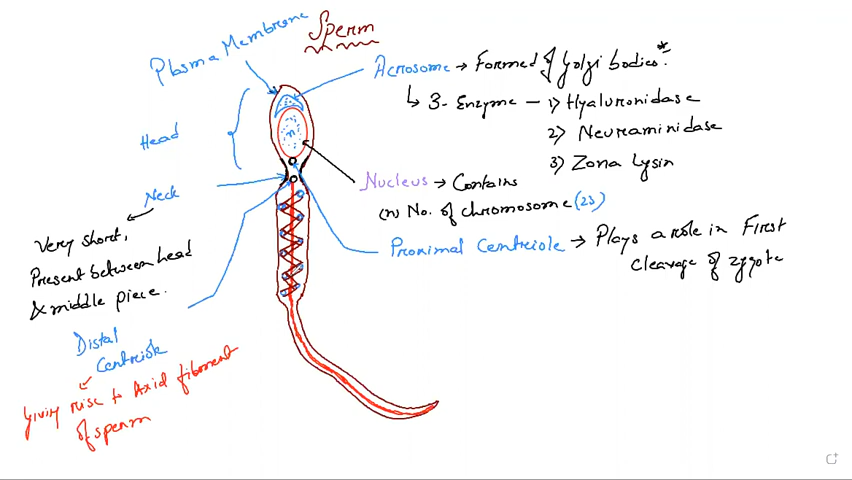 Sperm
Plasma Membrane
Acrosome → Formed of Golgi bodies*.
↳ 3- Enzyme – 1) Hyaluronidase
2) Neuraminidase
3) Zona Lysin
Head
n
Nucleus → Contains
(n) No. of chromosome (23)
Neck
Very short,
Present between head
& middle piece.
Proximal Centriole → Plays a role in First
cleavage of zygote
Distal
Centriole
Giving rise to Axial filament
of sperm